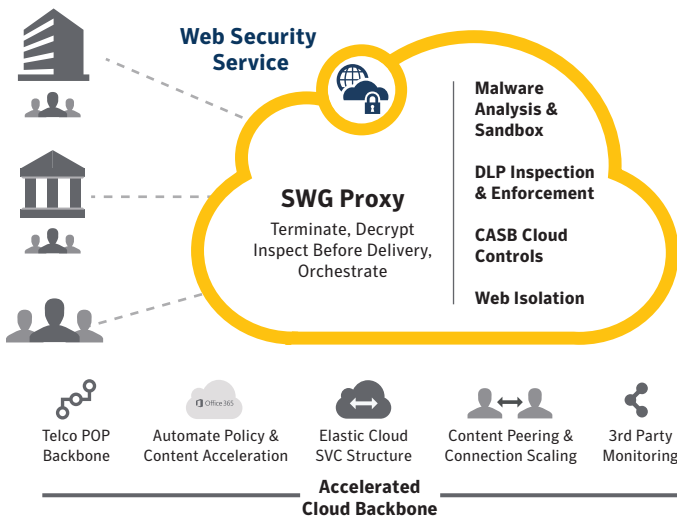 Web Security
Service
SWG Proxy
Terminate, Decrypt
Inspect Before Delivery,
Orchestrate
Malware
Analysis &
Sandbox
DLP Inspection
& Enforcement
CASB Cloud
Controls
Web Isolation
Office 365
Telco POP
Backbone
Automate Policy &
Content Acceleration
Elastic Cloud
SVC Structure
Content Peering &
Connection Scaling
3rd Party
Monitoring
Accelerated
Cloud Backbone